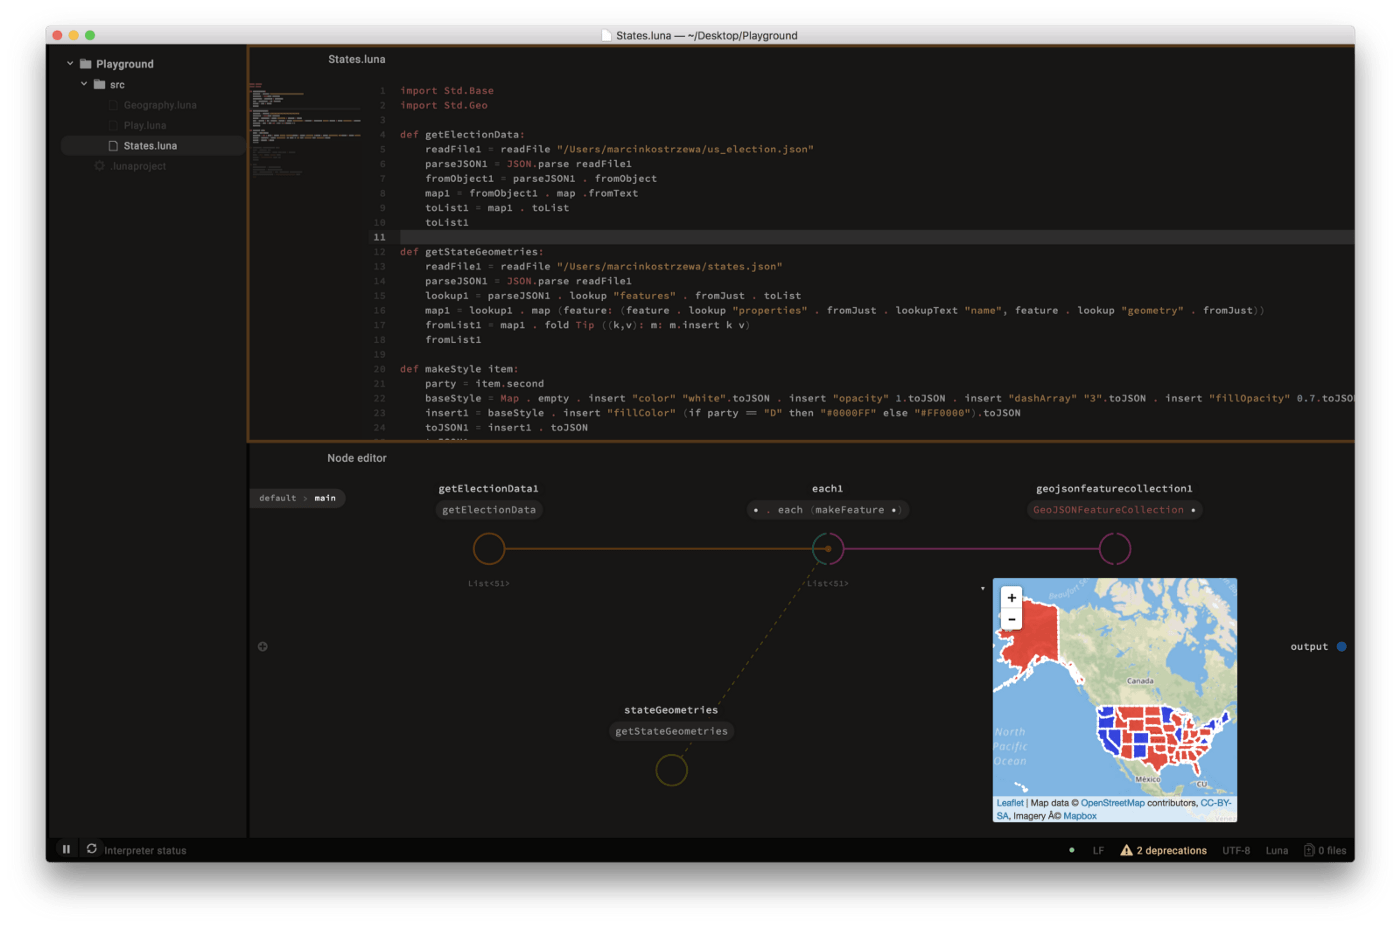 States.luna — ~/Desktop/Playground
Playground
src
Geography.luna
Play.luna
States.luna
.lunaproject
States.luna
1 import Std.Base
2 import Std.Geo
3
4 def getElectionData:
5 readFile1 = readFile "/Users/marcinkostrzewa/us_election.json"
6 parseJSON1 = JSON.parse readFile1
7 fromObject1 = parseJSON1 . fromObject
8 map1 = fromObject1 . map .fromText
9 toList1 = map1 . toList
10 toList1
11
12 def getStateGeometries:
13 readFile1 = readFile "/Users/marcinkostrzewa/states.json"
14 parseJSON1 = JSON.parse readFile1
15 lookup1 = parseJSON1 . lookup "features" . fromJust . toList
16 map1 = lookup1 . map (feature: (feature . lookup "properties" . fromJust . lookupText "name", feature . lookup "geometry" . fromJust))
17 fromList1 = map1 . fold Tip ((k,v): m: m.insert k v)
18 fromList1
19
20 def makeStyle item:
21 party = item.second
22 baseStyle = Map . empty . insert "color" "white".toJSON . insert "opacity" 1.toJSON . insert "dashArray" "3".toJSON . insert "fillOpacity" 0.7.toJSO
23 insert1 = baseStyle . insert "fillColor" (if party == "D" then "#0000FF" else "#FF0000").toJSON
24 toJSON1 = insert1 . toJSON
Node editor
default > main
getElectionData1
getElectionData
List<S1>
each1
• . each (makeFeature •)
List<S1>
geojsonfeaturecollection1
GeoJSONFeatureCollection •
stateGeometries
getStateGeometries
output
+
-
Canada
North
Pacific
Ocean
México
CU
Leaflet | Map data © OpenStreetMap contributors, CC-BY-
SA, Imagery Â© Mapbox
Interpreter status
LF
2 deprecations
UTF-8
Luna
0 files